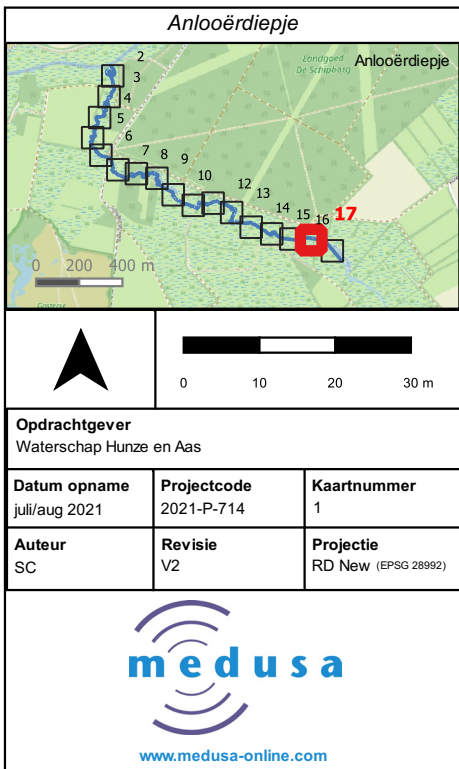 Anlooërdiepje
Landgoed
De Schipborg
Anlooërdiepje
2
3
4
5
6
7
8
9
10
12
13
14
15
16
17
0 200 400 m
0 10 20 30 m
Opdrachtgever
Waterschap Hunze en Aas
Datum opname
juli/aug 2021
Projectcode
2021-P-714
Kaartnummer
1
Auteur
SC
Revisie
V2
Projectie
RD New (EPSG 28992)
medusa
www.medusa-online.com